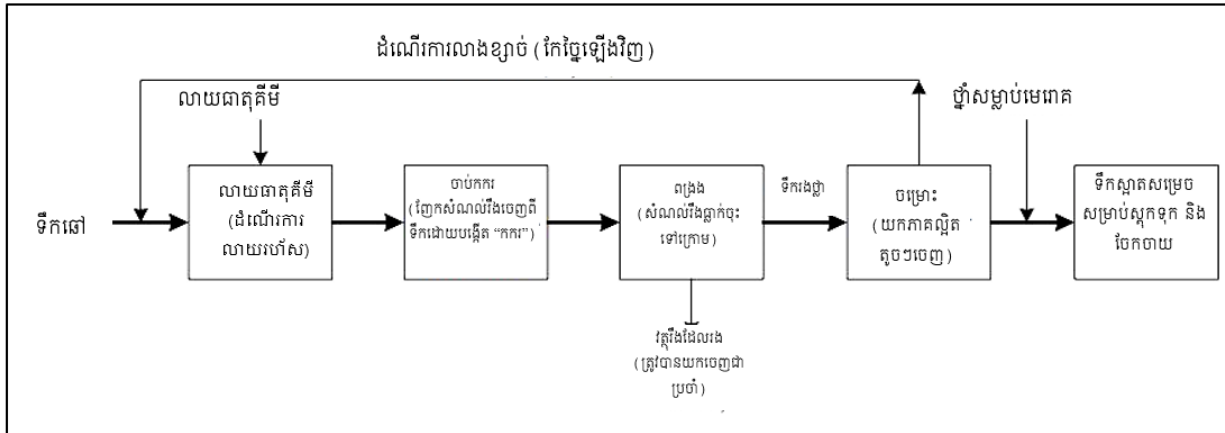 ដំណើរការលាងខ្សាច់ (កែច្នៃឡើងវិញ)
លាយធាតុគីមី
ថ្នាំសម្លាប់មេរោគ
ទឹកឆៅ
លាយធាតុគីមី
(ដំណើរការ
លាយរហ័ស)
ចាប់កករ
(ញែកសំណល់រឹងចេញពី
ទឹកដោយបង្កើត “កករ”)
ពង្រង
(សំណល់រឹងធ្លាក់ចុះ
ទៅក្រោម)
ទឹករងថ្លា
ចម្រោះ
(យកភាគល្អិត
តូចៗចេញ)
ទឹកស្អាតសម្រេច
សម្រាប់ស្តុកទុក និង
ចែកចាយ
វត្ថុរឹងដែលរង
(ត្រូវបានយកចេញជា
ប្រចាំ)